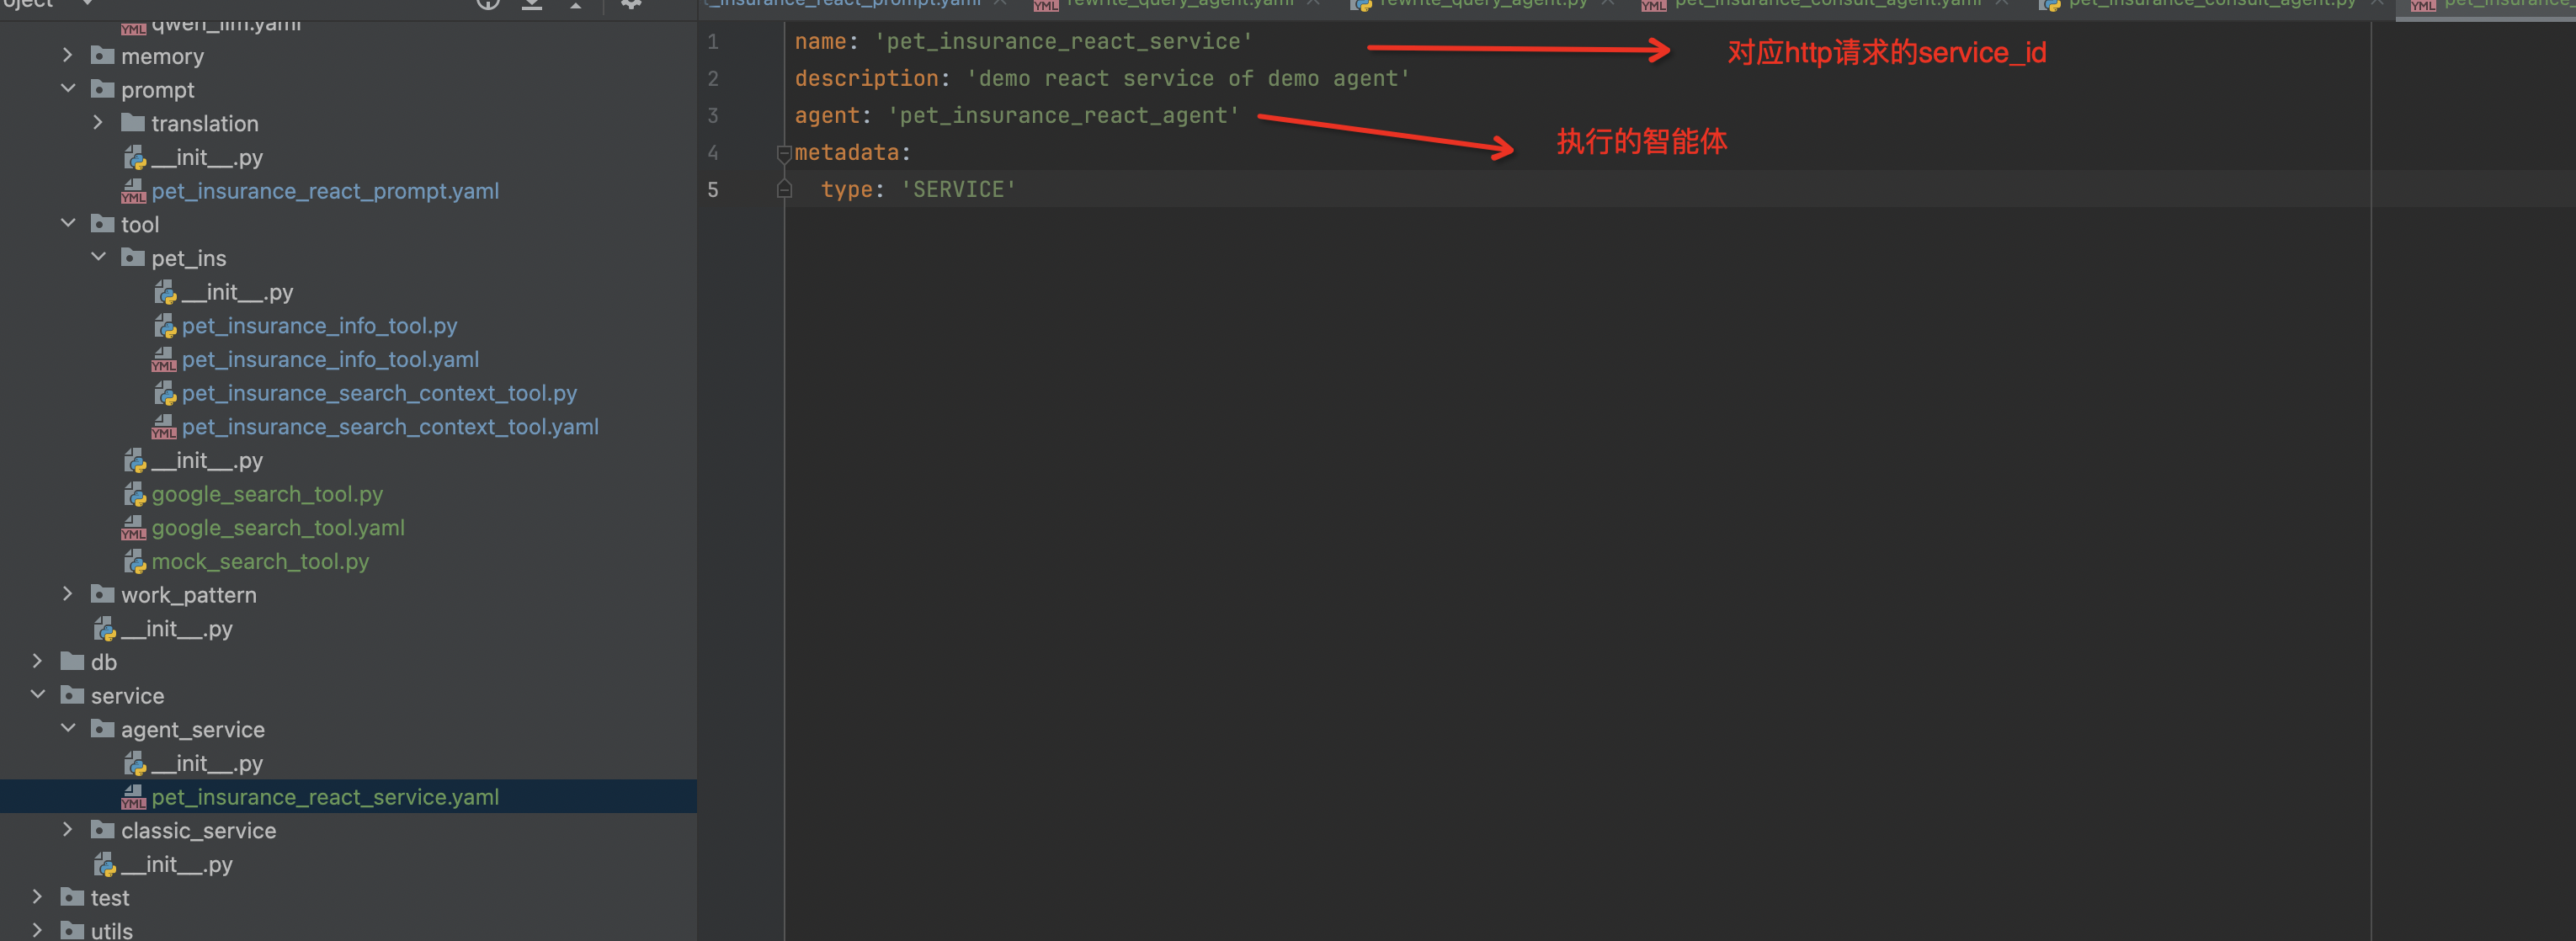 qwen_llm.yaml
memory
prompt
translation
__init__.py
pet_insurance_react_prompt.yaml
tool
pet_ins
__init__.py
pet_insurance_info_tool.py
pet_insurance_info_tool.yaml
pet_insurance_search_context_tool.py
pet_insurance_search_context_tool.yaml
__init__.py
google_search_tool.py
google_search_tool.yaml
mock_search_tool.py
work_pattern
__init__.py
db
service
agent_service
__init__.py
pet_insurance_react_service.yaml
classic_service
__init__.py
test
utils
_insurance_react_prompt.yaml rewrite_query_agent.yaml rewrite_query_agent.py pet_insurance_consult_agent.yaml pet_insurance_consult_agent.py pet_insurance_
1 name: 'pet_insurance_react_service' 对应http请求的service_id
2 description: 'demo react service of demo agent'
3 agent: 'pet_insurance_react_agent' 执行的智能体
4 metadata:
5 type: 'SERVICE'